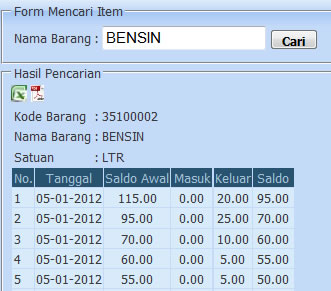 Form Mencari Item
Nama Barang : BENSIN Cari
Hasil Pencarian
Kode Barang : 35100002
Nama Barang : BENSIN
Satuan : LTR
No. Tanggal Saldo Awal Masuk Keluar Saldo
1 05-01-2012 115.00 0.00 20.00 95.00
2 05-01-2012 95.00 0.00 25.00 70.00
3 05-01-2012 70.00 0.00 10.00 60.00
4 05-01-2012 60.00 0.00 5.00 55.00
5 05-01-2012 55.00 0.00 5.00 50.00